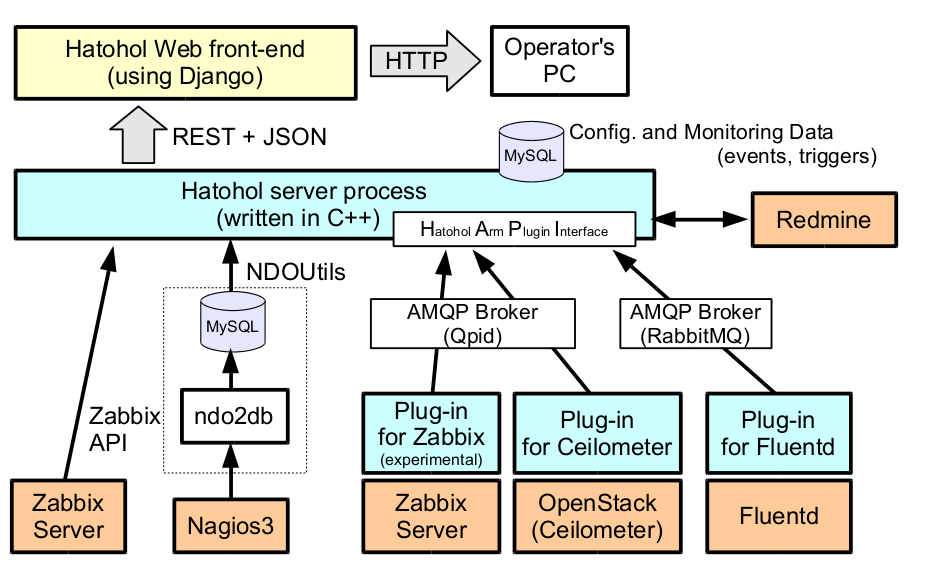 Hatohol Web front-end
(using Django)
HTTP
Operator's
PC
REST + JSON
MySQL
Config. and Monitoring Data
(events, triggers)
Hatohol server process
(written in C++)
Hatohol Arm Plugin Interface
Redmine
NDOUtils
MySQL
AMQP Broker
(Qpid)
AMQP Broker
(RabbitMQ)
Zabbix
API
ndo2db
Plug-in
for Zabbix
(experimental)
Plug-in
for Ceilometer
Plug-in
for Fluentd
Zabbix
Server
Nagios3
Zabbix
Server
OpenStack
(Ceilometer)
Fluentd